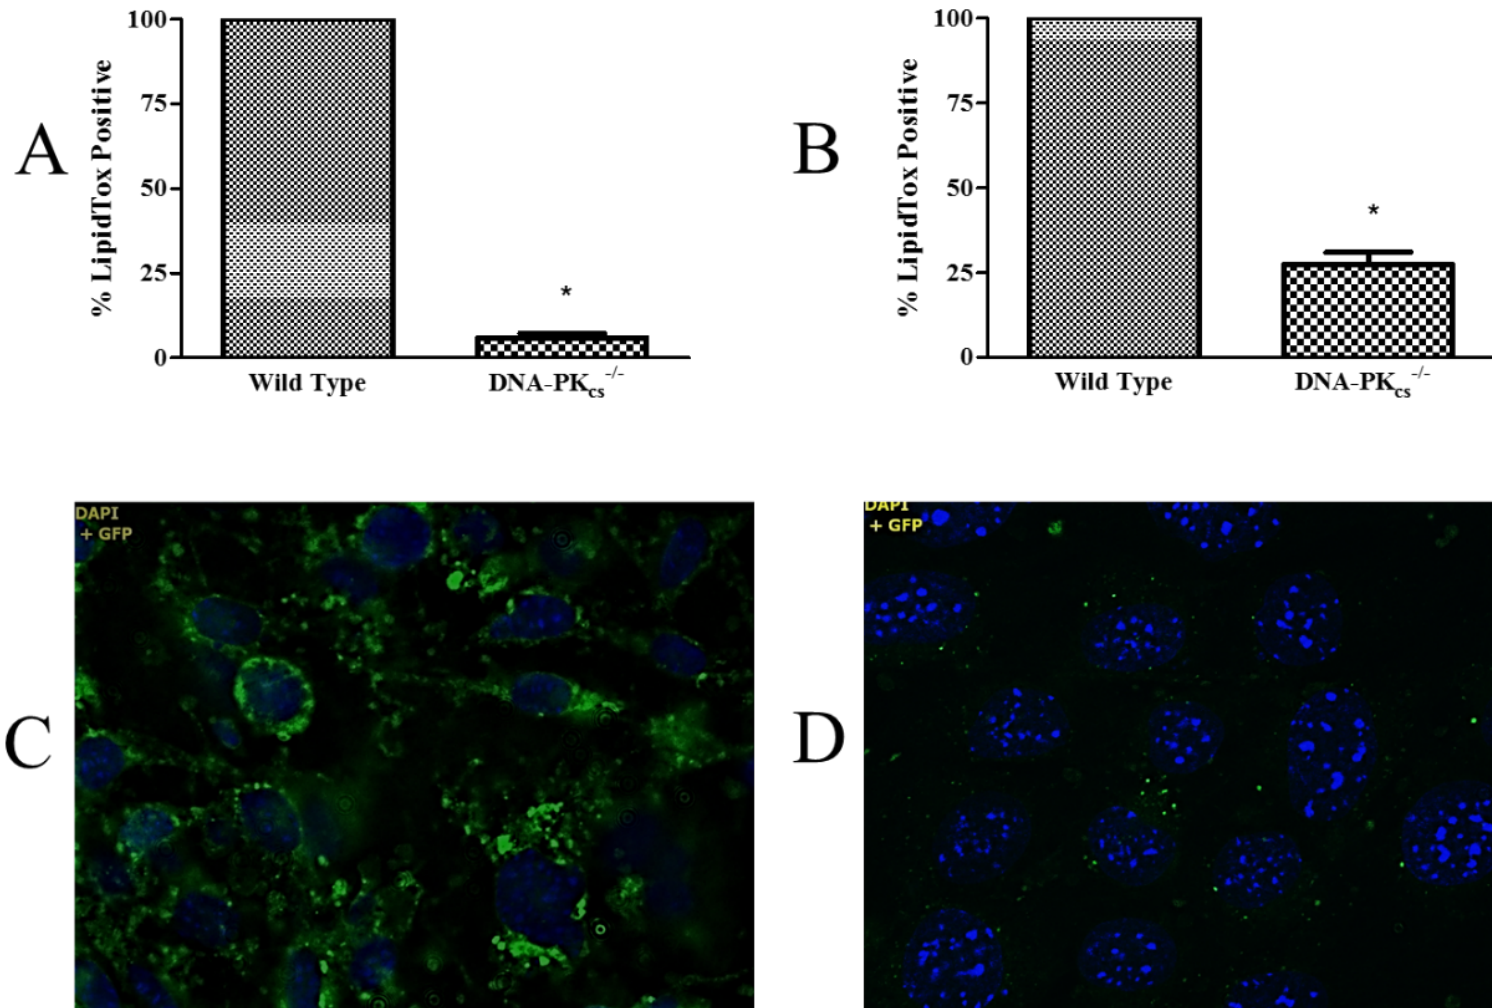 A
% LipidTox Positive
100
75
50
25
0
*
Wild Type
DNA-PKcs-/-
B
% LipidTox Positive
100
75
50
25
0
*
Wild Type
DNA-PKcs-/-
C
DAPI
+ GFP
D
DAPI
+ GFP